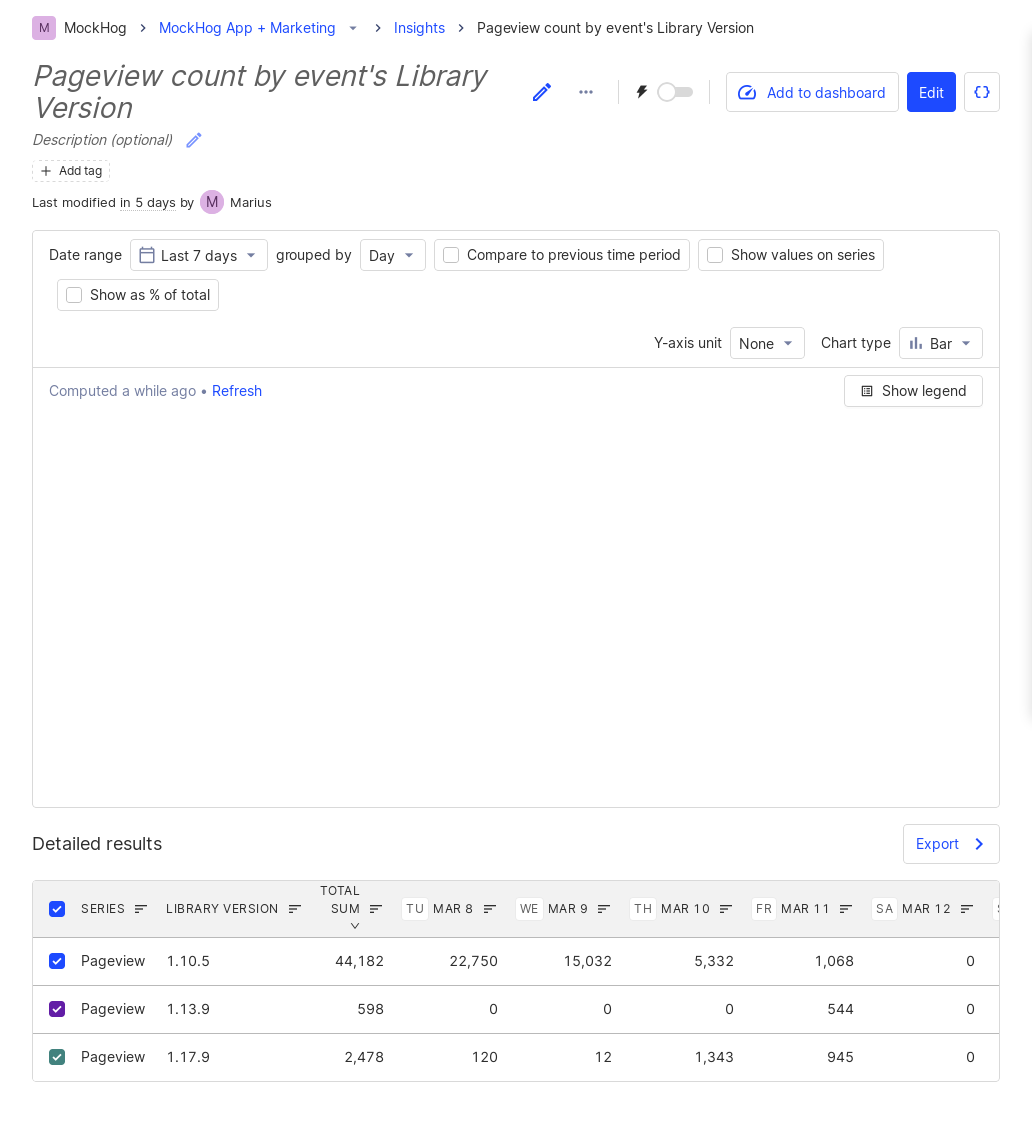 M MockHog MockHog App + Marketing Insights Pageview count by event's Library Version
Pageview count by event's Library
Version
Add to dashboard Edit
Description (optional)
Add tag
Last modified in 5 days by M Marius
Date range Last 7 days grouped by Day Compare to previous time period Show values on series
Show as % of total
Y-axis unit None Chart type Bar
Computed a while ago • Refresh Show legend
Detailed results Export
SERIES LIBRARY VERSION TOTAL SUM TU MAR 8 WE MAR 9 TH MAR 10 FR MAR 11 SA MAR 12
Pageview 1.10.5 44,182 22,750 15,032 5,332 1,068 0
Pageview 1.13.9 598 0 0 0 544 0
Pageview 1.17.9 2,478 120 12 1,343 945 0